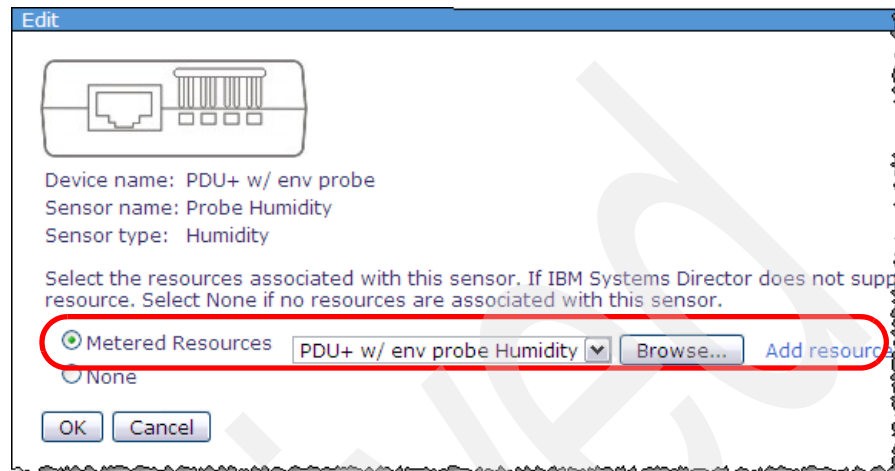 Edit
Device name: PDU+ w/ env probe
Sensor name: Probe Humidity
Sensor type: Humidity
Select the resources associated with this sensor. If IBM Systems Director does not supp
resource. Select None if no resources are associated with this sensor.
Metered Resources PDU+ w/ env probe Humidity Browse... Add resource
None
OK Cancel